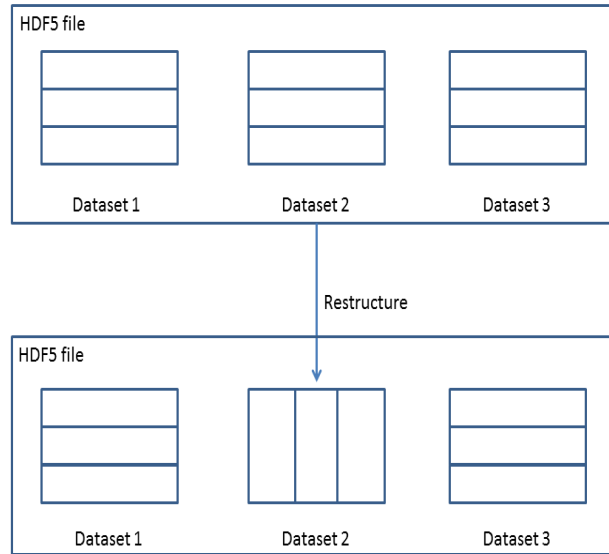 HDF5 file
Dataset 1
Dataset 2
Dataset 3
Restructure
HDF5 file
Dataset 1
Dataset 2
Dataset 3